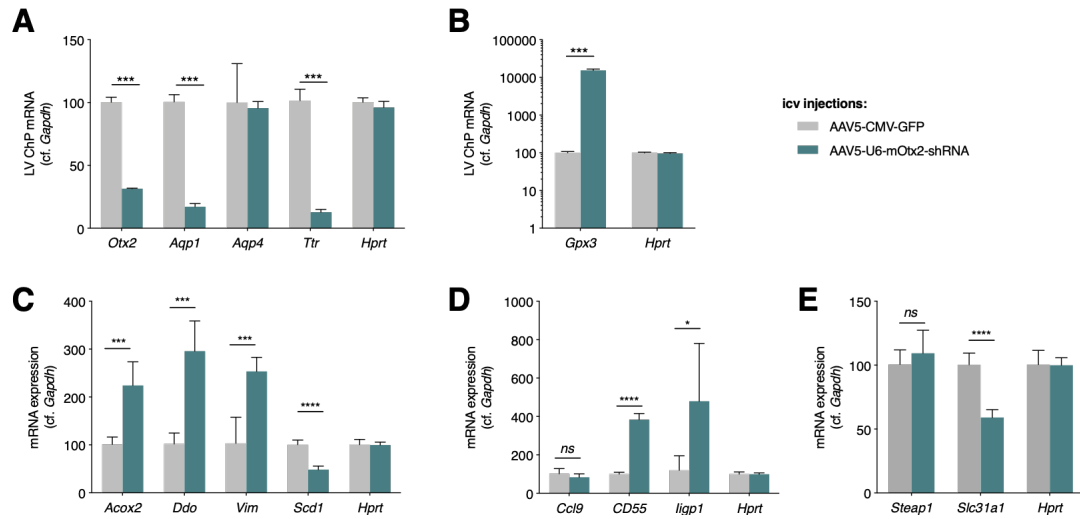 A
150
100
50
0
LV ChP mRNA
(cf. Gapdh)
***
***
***
Otx2 Aqp1 Aqp4 Ttr Hprt
B
100000
10000
1000
100
10
1
LV ChP mRNA
(cf. Gapdh)
***
Gpx3 Hprt
icv injections:
AAV5-CMV-GFP
AAV5-U6-mOtx2-shRNA
C
400
300
200
100
0
mRNA expression
(cf. Gapdh)
***
***
***
****
Acox2 Ddo Vim Scd1 Hprt
D
1000
800
600
400
200
0
mRNA expression
(cf. Gapdh)
ns
****
*
Ccl9 CD55 Iigp1 Hprt
E
150
100
50
0
mRNA expression
(cf. Gapdh)
ns
****
Steap1 Slc31a1 Hprt